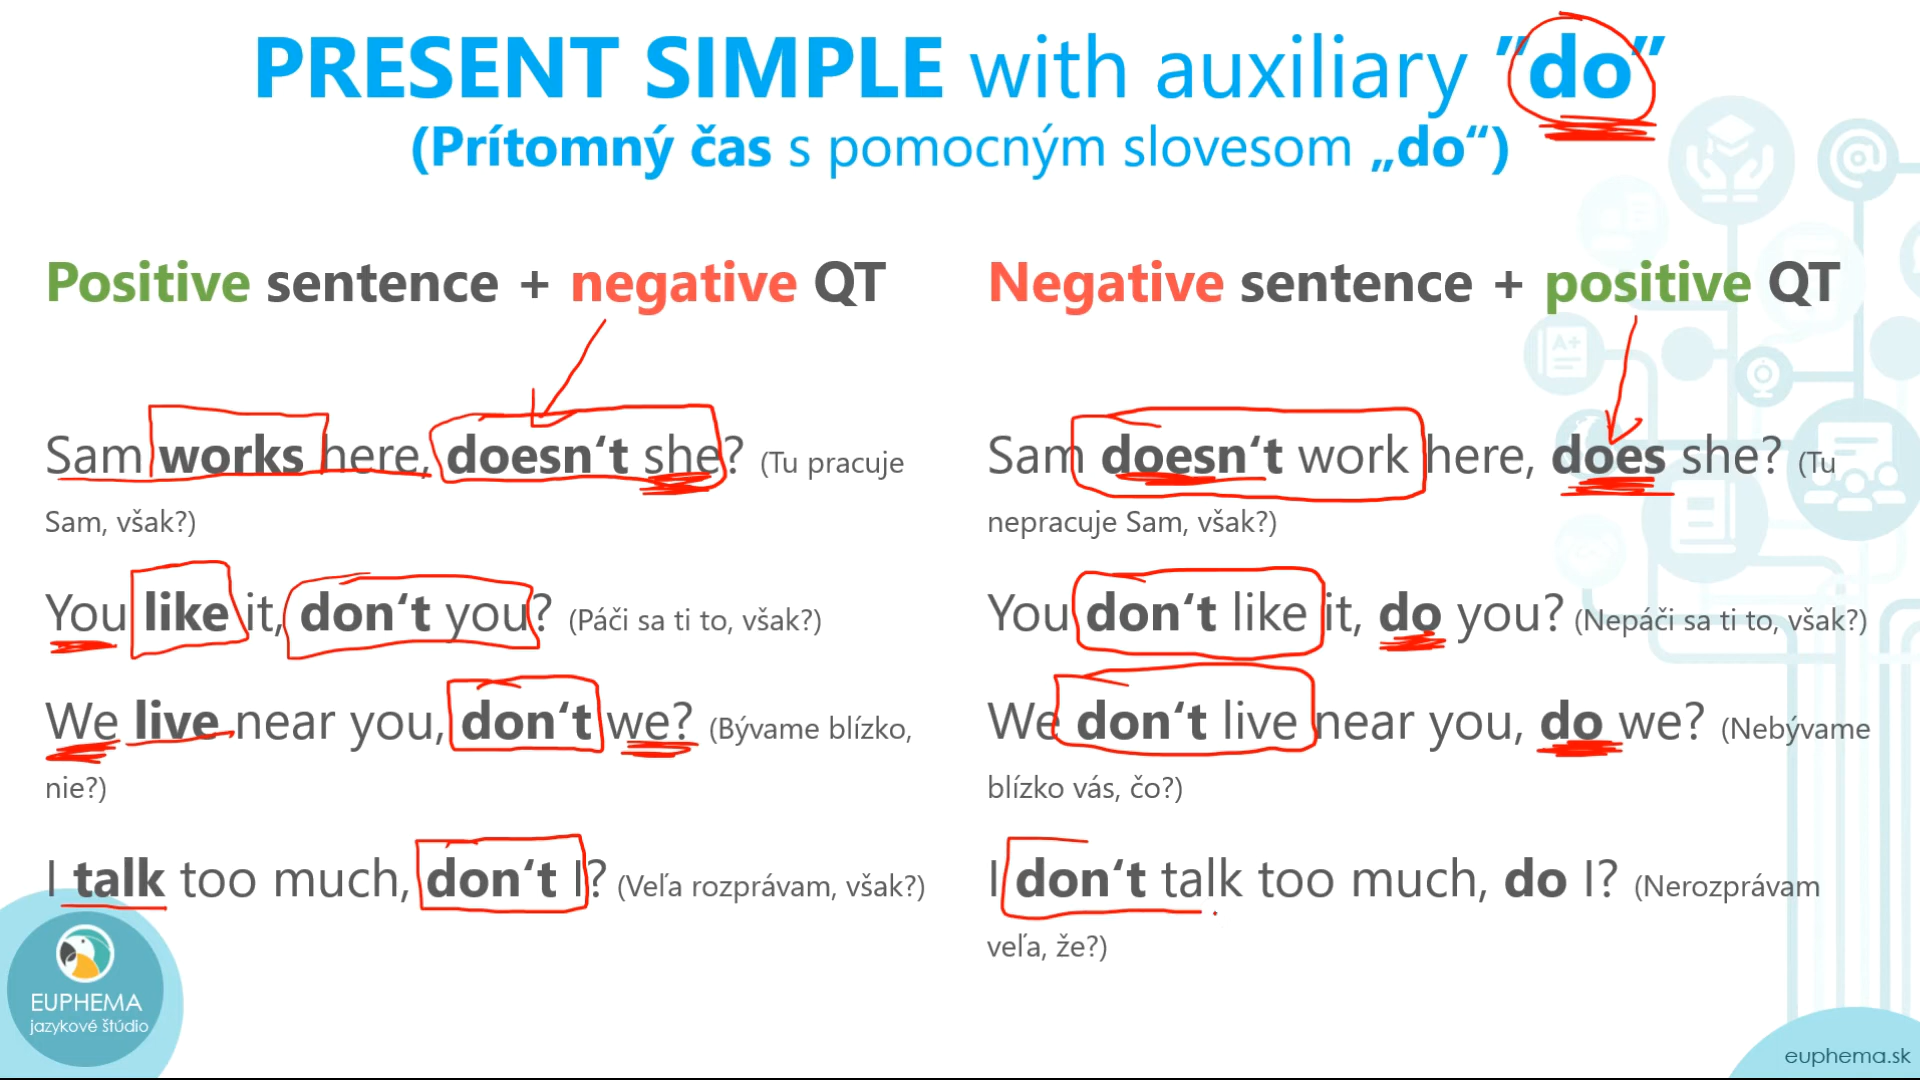 PRESENT SIMPLE with auxiliary ”do”
(Prítomný čas s pomocným slovesom „do“)
Positive sentence + negative QT
Sam works here, doesn‘t she? (Tu pracuje
Sam, však?)
You like it, don‘t you? (Páči sa ti to, však?)
We live near you, don‘t we? (Bývame blízko,
nie?)
I talk too much, don‘t I? (Veľa rozprávam, však?)
Negative sentence + positive QT
Sam doesn‘t work here, does she? (Tu
nepracuje Sam, však?)
You don‘t like it, do you? (Nepáči sa ti to, však?)
We don‘t live near you, do we? (Nebývame
blízko vás, čo?)
I don‘t talk too much, do I? (Nerozprávam
veľa, že?)
A+
EUPHEMA
jazykové štúdio
euphema.sk